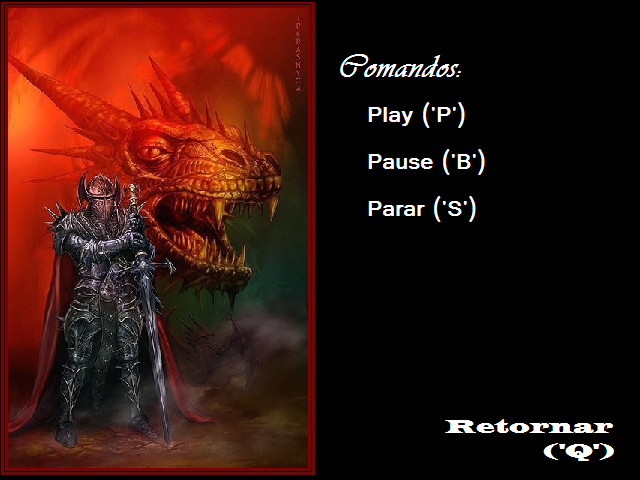 Comandos:
Play ('P')
Pause ('B')
Parar ('S')
Retornar
('Q')